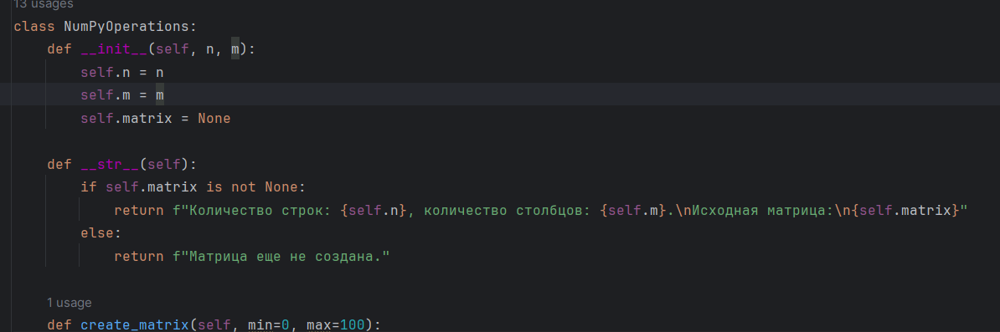 13 usages
class NumPyOperations:
def __init__(self, n, m):
self.n = n
self.m = m
self.matrix = None
def __str__(self):
if self.matrix is not None:
return f"Количество строк: {self.n}, количество столбцов: {self.m}.\nИсходная матрица:\n{self.matrix}"
else:
return f"Матрица еще не создана."
1 usage
def create_matrix(self, min=0, max=100):